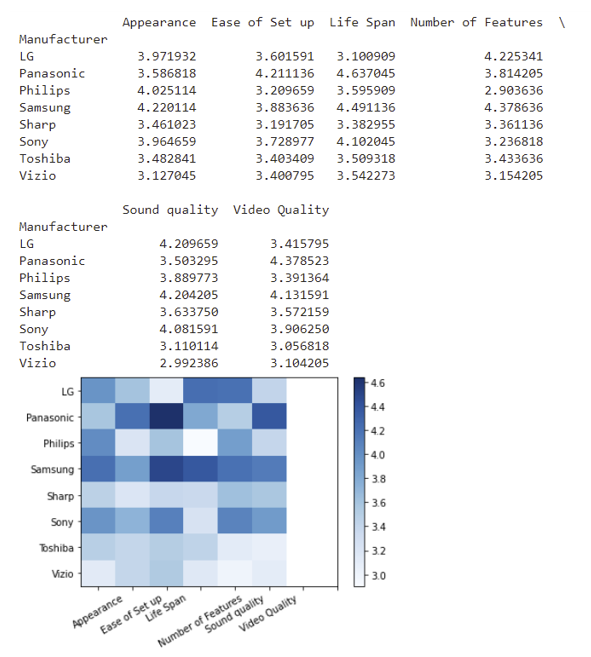 Appearance Ease of Set up Life Span Number of Features \
Manufacturer
LG 3.971932 3.601591 3.100909 4.225341
Panasonic 3.586818 4.211136 4.637045 3.814205
Philips 4.025114 3.209659 3.595909 2.903636
Samsung 4.220114 3.883636 4.491136 4.378636
Sharp 3.461023 3.191705 3.382955 3.361136
Sony 3.964659 3.728977 4.102045 3.236818
Toshiba 3.482841 3.403409 3.509318 3.433636
Vizio 3.127045 3.400795 3.542273 3.154205
Sound quality Video Quality
Manufacturer
LG 4.209659 3.415795
Panasonic 3.503295 4.378523
Philips 3.889773 3.391364
Samsung 4.204205 4.131591
Sharp 3.633750 3.572159
Sony 4.081591 3.906250
Toshiba 3.110114 3.056818
Vizio 2.992386 3.104205
LG
Panasonic
Philips
Samsung
Sharp
Sony
Toshiba
Vizio
4.6
4.4
4.2
4.0
3.8
3.6
3.4
3.2
3.0
Appearance
Ease of Set up
Life Span
Number of Features
Sound quality
Video Quality